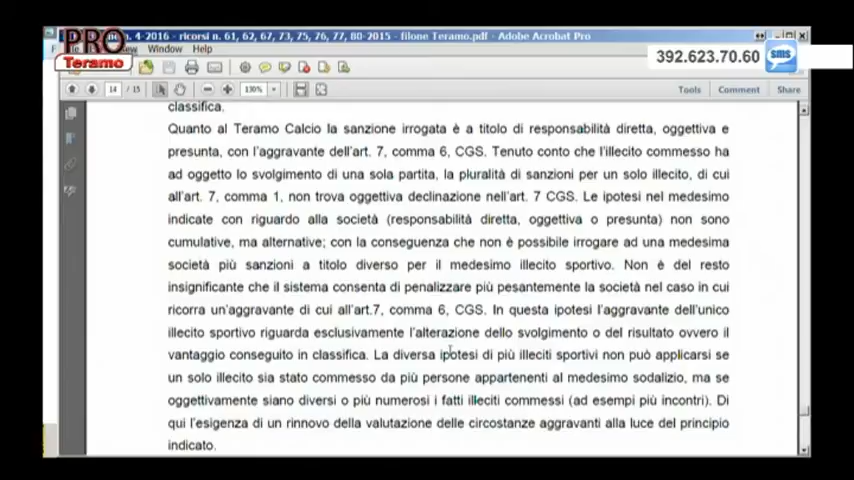 n. 4-2016 - ricorsi n. 61, 62, 67, 73, 75, 76, 77, 80-2015 - filone Teramo.pdf - Adobe Acrobat Pro
PRO
Teramo
Window Help
392.623.70.60
sms
14 / 15
130%
Tools Comment Share
classifica.
Quanto al Teramo Calcio la sanzione irrogata è a titolo di responsabilità diretta, oggettiva e
presunta, con l'aggravante dell'art. 7, comma 6, CGS. Tenuto conto che l'illecito commesso ha
ad oggetto lo svolgimento di una sola partita, la pluralità di sanzioni per un solo illecito, di cui
all'art. 7, comma 1, non trova oggettiva declinazione nell'art. 7 CGS. Le ipotesi nel medesimo
indicate con riguardo alla società (responsabilità diretta, oggettiva o presunta) non sono
cumulative, ma alternative; con la conseguenza che non è possibile irrogare ad una medesima
società più sanzioni a titolo diverso per il medesimo illecito sportivo. Non è del resto
insignificante che il sistema consenta di penalizzare più pesantemente la società nel caso in cui
ricorra un'aggravante di cui all'art.7, comma 6, CGS. In questa ipotesi l'aggravante dell'unico
illecito sportivo riguarda esclusivamente l'alterazione dello svolgimento o del risultato ovvero il
vantaggio conseguito in classifica. La diversa ipotesi di più illeciti sportivi non può applicarsi se
un solo illecito sia stato commesso da più persone appartenenti al medesimo sodalizio, ma se
oggettivamente siano diversi o più numerosi i fatti illeciti commessi (ad esempi più incontri). Di
qui l'esigenza di un rinnovo della valutazione delle circostanze aggravanti alla luce del principio
indicato.